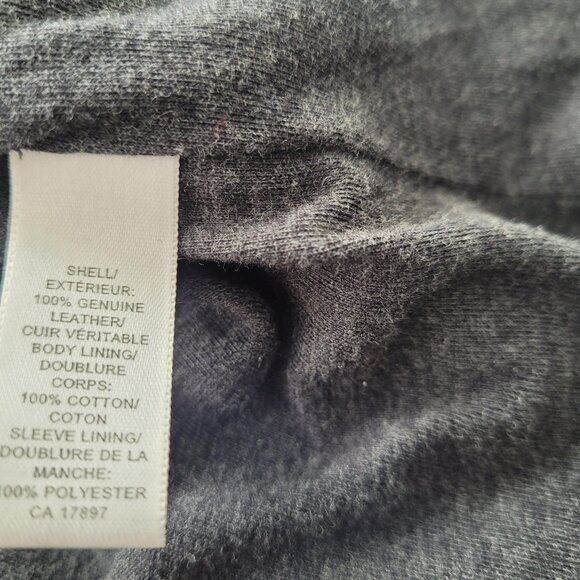 SHELL/
EXTÉRIEUR:
100% GENUINE
LEATHER/
CUIR VÉRITABLE
BODY LINING/
DOUBLURE
CORPS:
100% COTTON/
COTON
SLEEVE LINING/
DOUBLURE DE LA
MANCHE:
100% POLYESTER
CA 17897